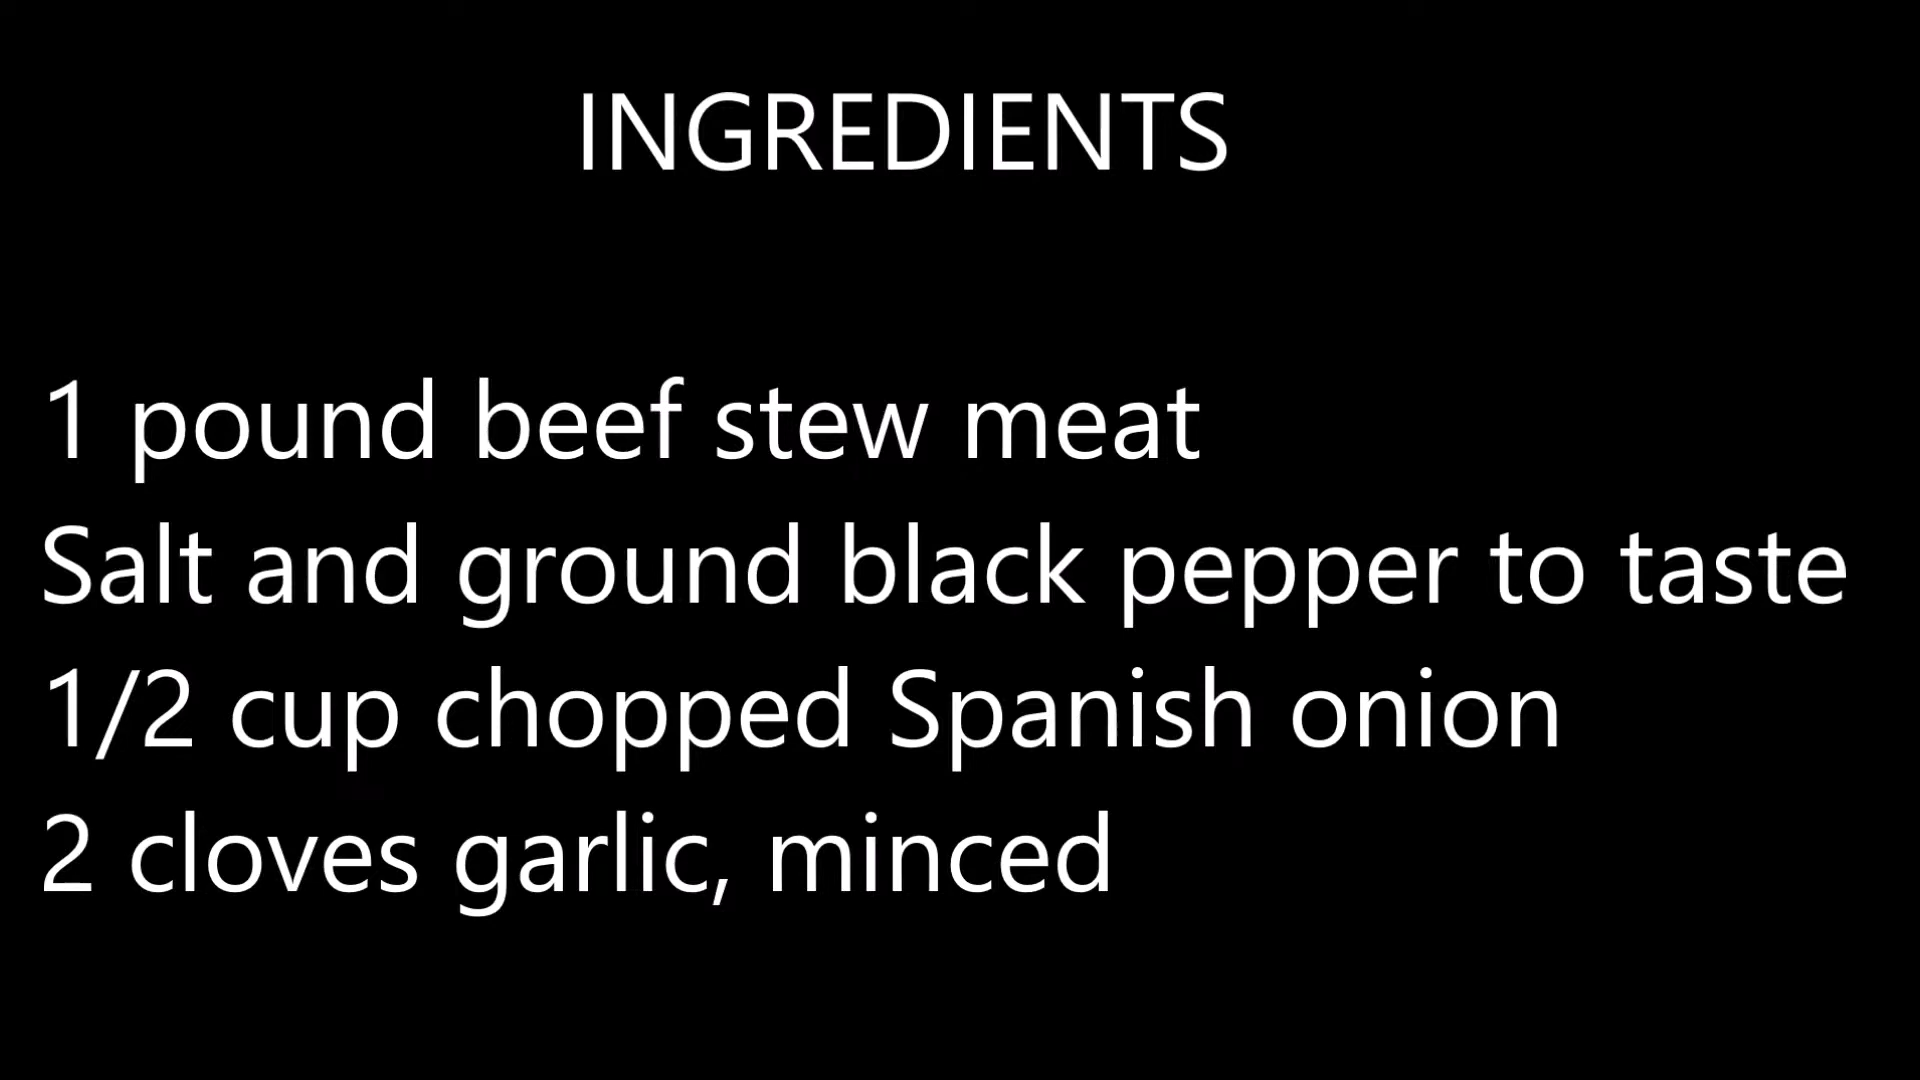 INGREDIENTS
1 pound beef stew meat
Salt and ground black pepper to taste
1/2 cup chopped Spanish onion
2 cloves garlic, minced